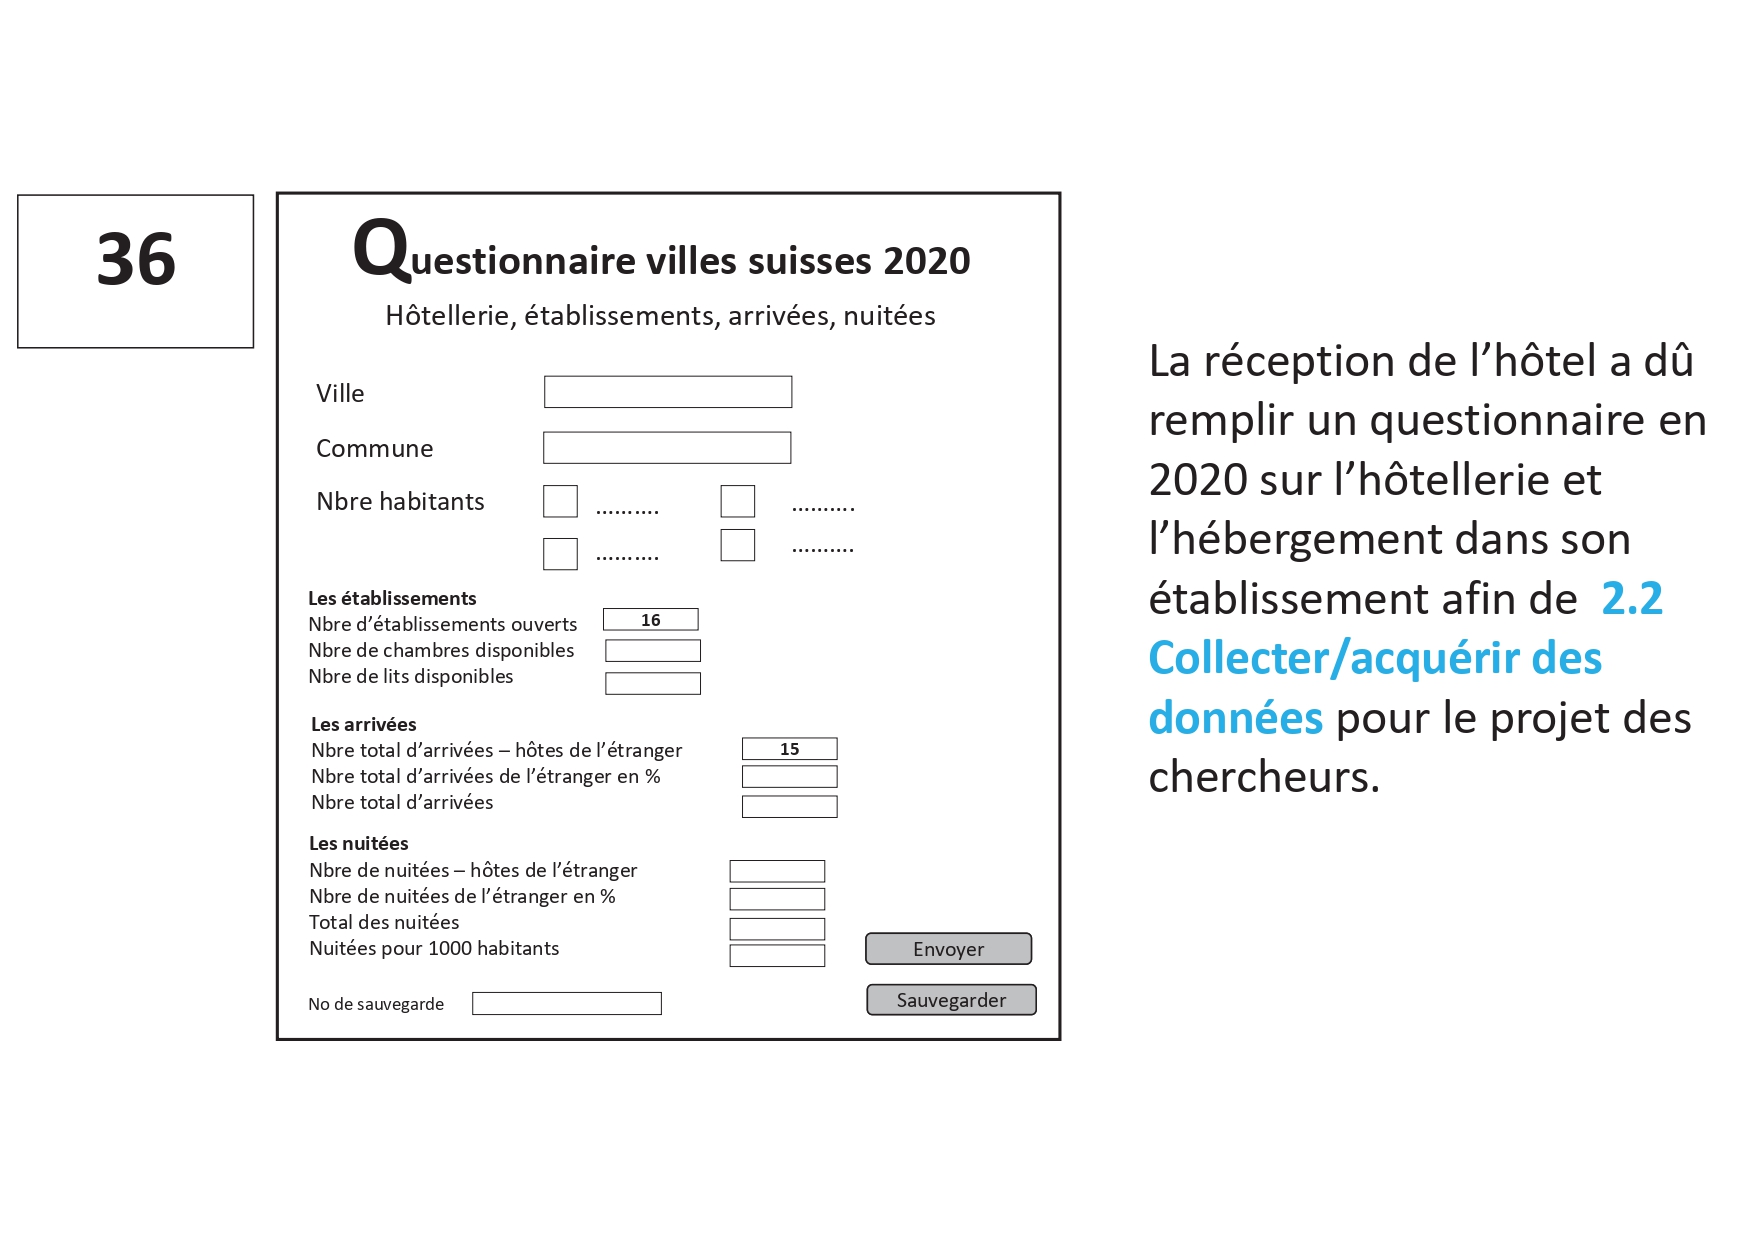 36
Questionnaire villes suisses 2020
Hôtellerie, établissements, arrivées, nuitées
Ville
Commune
Nbre habitants .......... ..........
.......... ..........
Les établissements
Nbre d’établissements ouverts 16
Nbre de chambres disponibles
Nbre de lits disponibles
Les arrivées
Nbre total d’arrivées – hôtes de l’étranger 15
Nbre total d’arrivées de l’étranger en %
Nbre total d’arrivées
Les nuitées
Nbre de nuitées – hôtes de l’étranger
Nbre de nuitées de l’étranger en %
Total des nuitées
Nuitées pour 1000 habitants
Envoyer
No de sauvegarde
Sauvegarder
La réception de l’hôtel a dû
remplir un questionnaire en
2020 sur l’hôtellerie et
l’hébergement dans son
établissement afin de 2.2
Collecter/acquérir des
données pour le projet des
chercheurs.